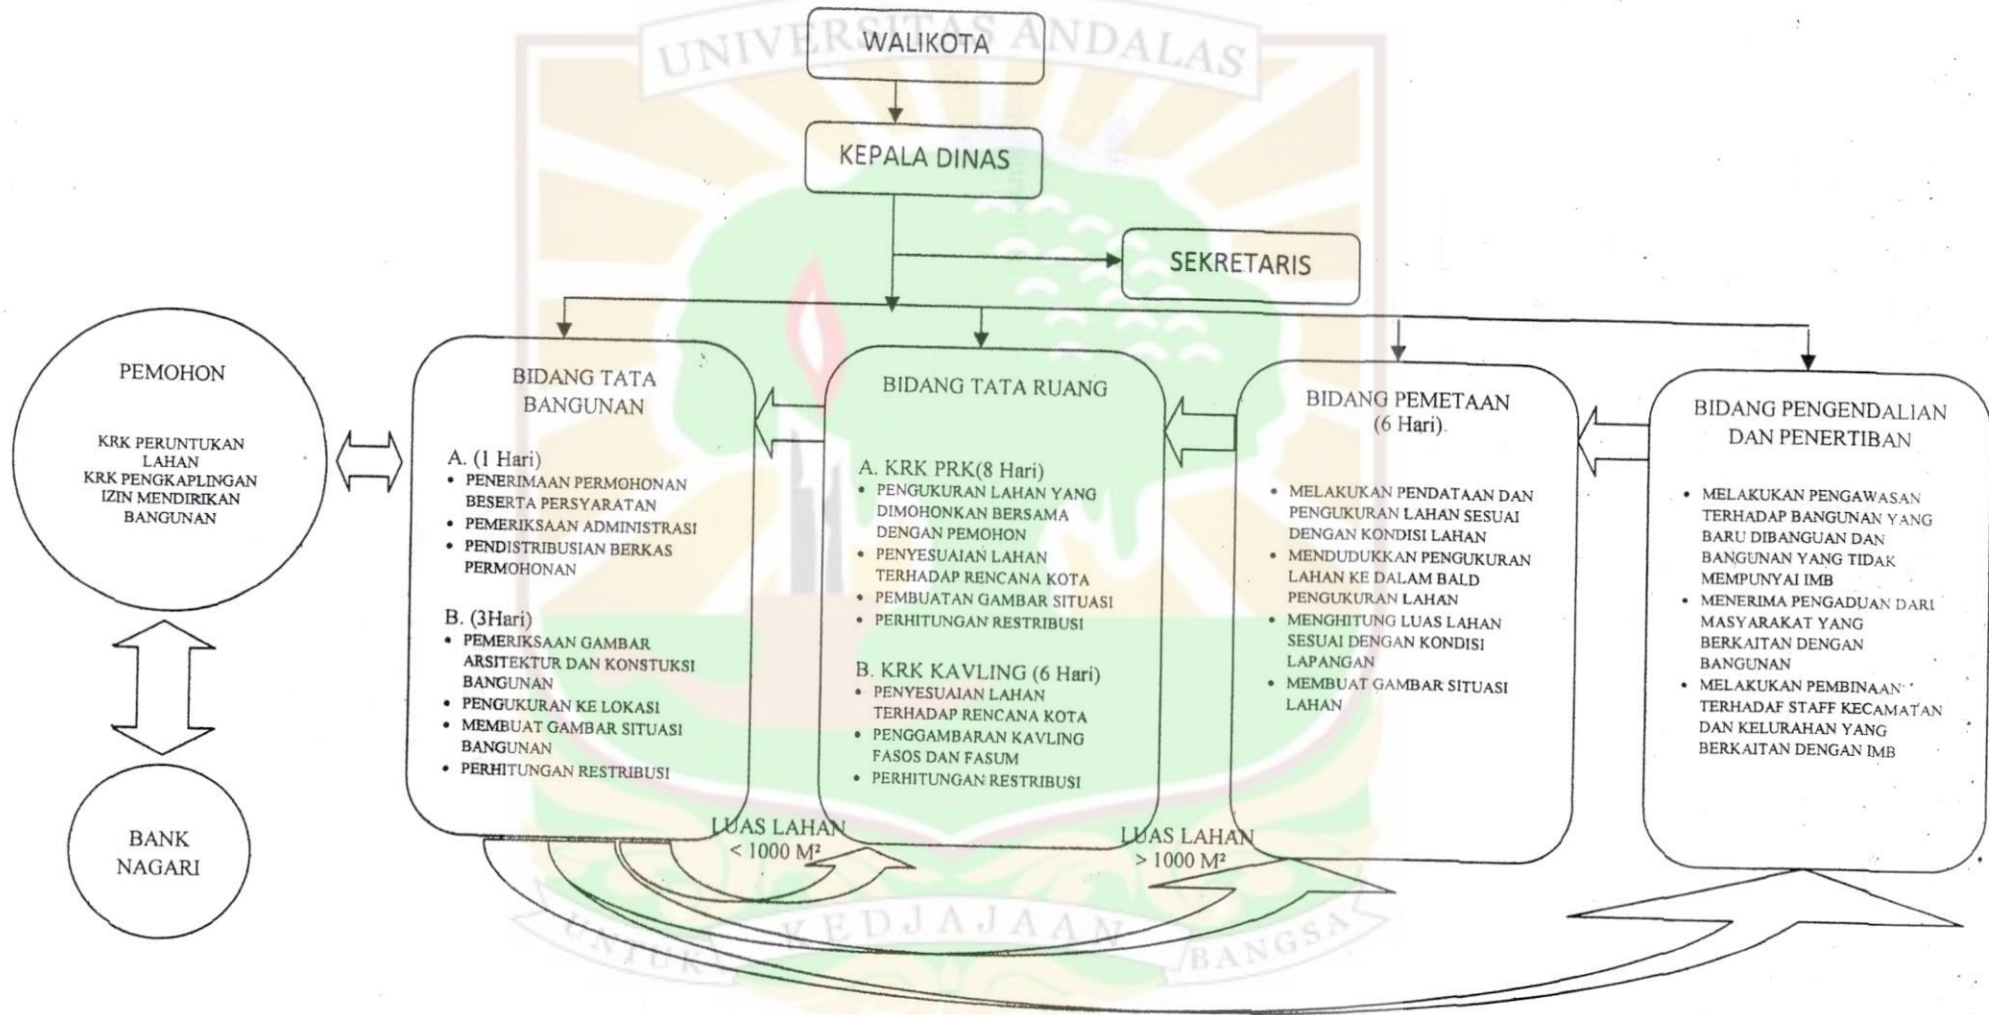 UNIVERSITAS ANDALAS
WALIKOTA
KEPALA DINAS
SEKRETARIS
PEMOHON
KRK PERUNTUKAN
LAHAN
KRK PENGKAPLINGAN
IZIN MENDIRIKAN
BANGUNAN
BANK
NAGARI
BIDANG TATA
BANGUNAN
A. (1 Hari)
• PENERIMAAN PERMOHONAN
BESERTA PERSYARATAN
• PEMERIKSAAN ADMINISTRASI
• PENDISTRIBUSIAN BERKAS
PERMOHONAN
B. (3Hari)
• PEMERIKSAAN GAMBAR
ARSITEKTUR DAN KONSTUKSI
BANGUNAN
• PENGUKURAN KE LOKASI
• MEMBUAT GAMBAR SITUASI
BANGUNAN
• PERHITUNGAN RESTRIBUSI
BIDANG TATA RUANG
A. KRK PRK(8 Hari)
• PENGUKURAN LAHAN YANG
DIMOHONKAN BERSAMA
DENGAN PEMOHON
• PENYESUAIAN LAHAN
TERHADAP RENCANA KOTA
• PEMBUATAN GAMBAR SITUASI
• PERHITUNGAN RESTRIBUSI
B. KRK KAVLING (6 Hari)
• PENYESUAIAN LAHAN
TERHADAP RENCANA KOTA
• PENGGAMBARAN KAVLING
FASOS DAN FASUM
• PERHITUNGAN RESTRIBUSI
BIDANG PEMETAAN
(6 Hari).
• MELAKUKAN PENDATAAN DAN
PENGUKURAN LAHAN SESUAI
DENGAN KONDISI LAHAN
• MENDUDUKKAN PENGUKURAN
LAHAN KE DALAM BALD
PENGUKURAN LAHAN
• MENGHITUNG LUAS LAHAN
SESUAI DENGAN KONDISI
LAPANGAN
• MEMBUAT GAMBAR SITUASI
LAHAN
BIDANG PENGENDALIAN
DAN PENERTIBAN
• MELAKUKAN PENGAWASAN
TERHADAP BANGUNAN YANG
BARU DIBANGUAN DAN
BANGUNAN YANG TIDAK
MEMPUNYAI IMB
• MENERIMA PENGADUAN DARI
MASYARAKAT YANG
BERKAITAN DENGAN
BANGUNAN
• MELAKUKAN PEMBINAAN
TERHADAF STAFF KECAMATAN
DAN KELURAHAN YANG
BERKAITAN DENGAN IMB
LUAS LAHAN
< 1000 M²
LUAS LAHAN
> 1000 M²
UNTUK KEDJAJAAN BANGSA